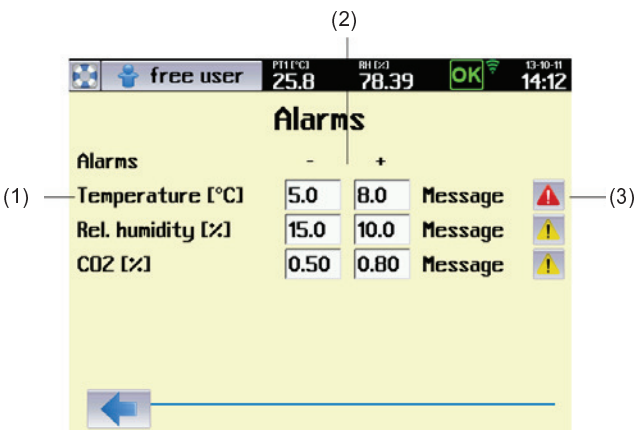 (2)
free user PT1[°C] 25.8 RH[%] 78.39 OK 13-10-11 14:12
Alarms
Alarms - +
(1) Temperature [°C] 5.0 8.0 Message (3)
Rel. humidity [%] 15.0 10.0 Message
CO2 [%] 0.50 0.80 Message